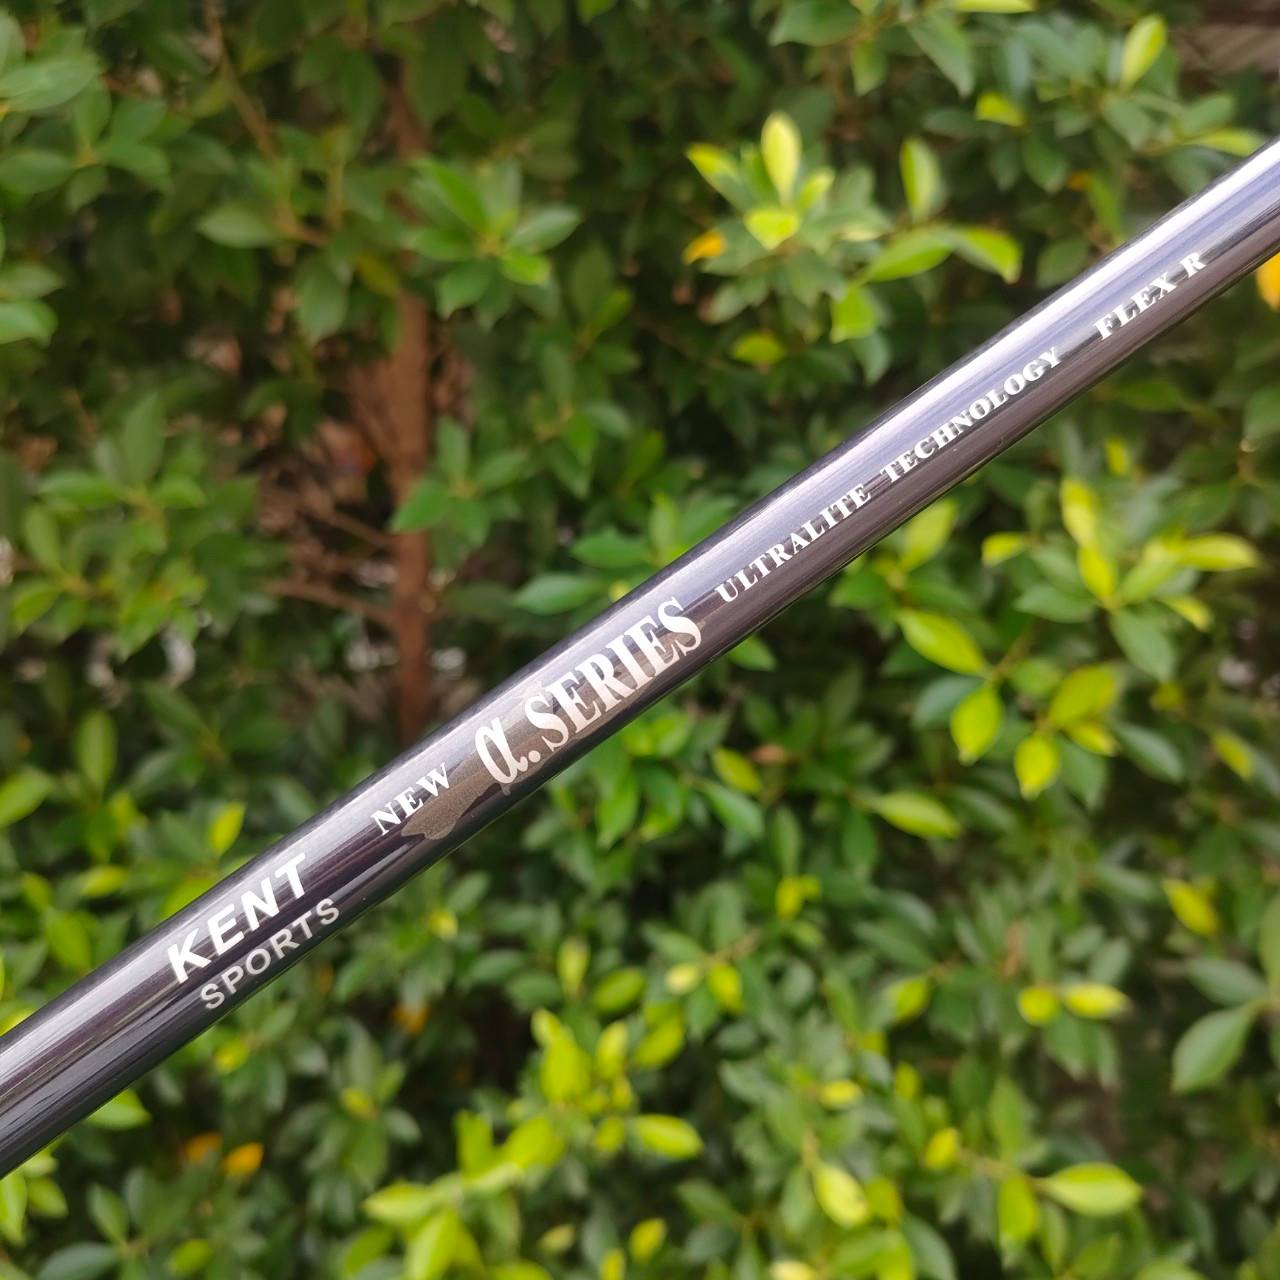 KENT
SPORTS
NEW α.SERIES ULTRALITE TECHNOLOGY FLEX R